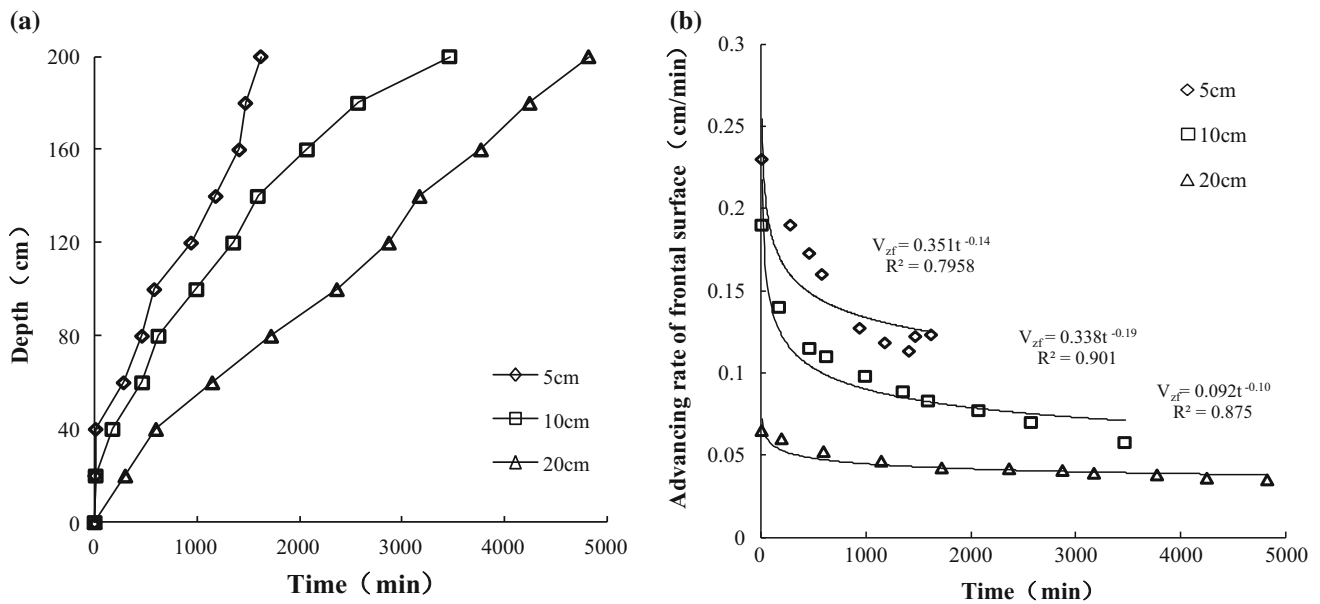 (a)
200
160
120
80
40
0
Depth（cm）
0 1000 2000 3000 4000 5000
Time（min）
5cm
10cm
20cm
(b)
0.3
0.25
0.2
0.15
0.1
0.05
0
Advancing rate of frontal surface（cm/min）
0 1000 2000 3000 4000 5000
Time（min）
5cm
10cm
20cm
Vzf = 0.351t^-0.14
R² = 0.7958
Vzf = 0.338t^-0.19
R² = 0.901
Vzf = 0.092t^-0.10
R² = 0.875